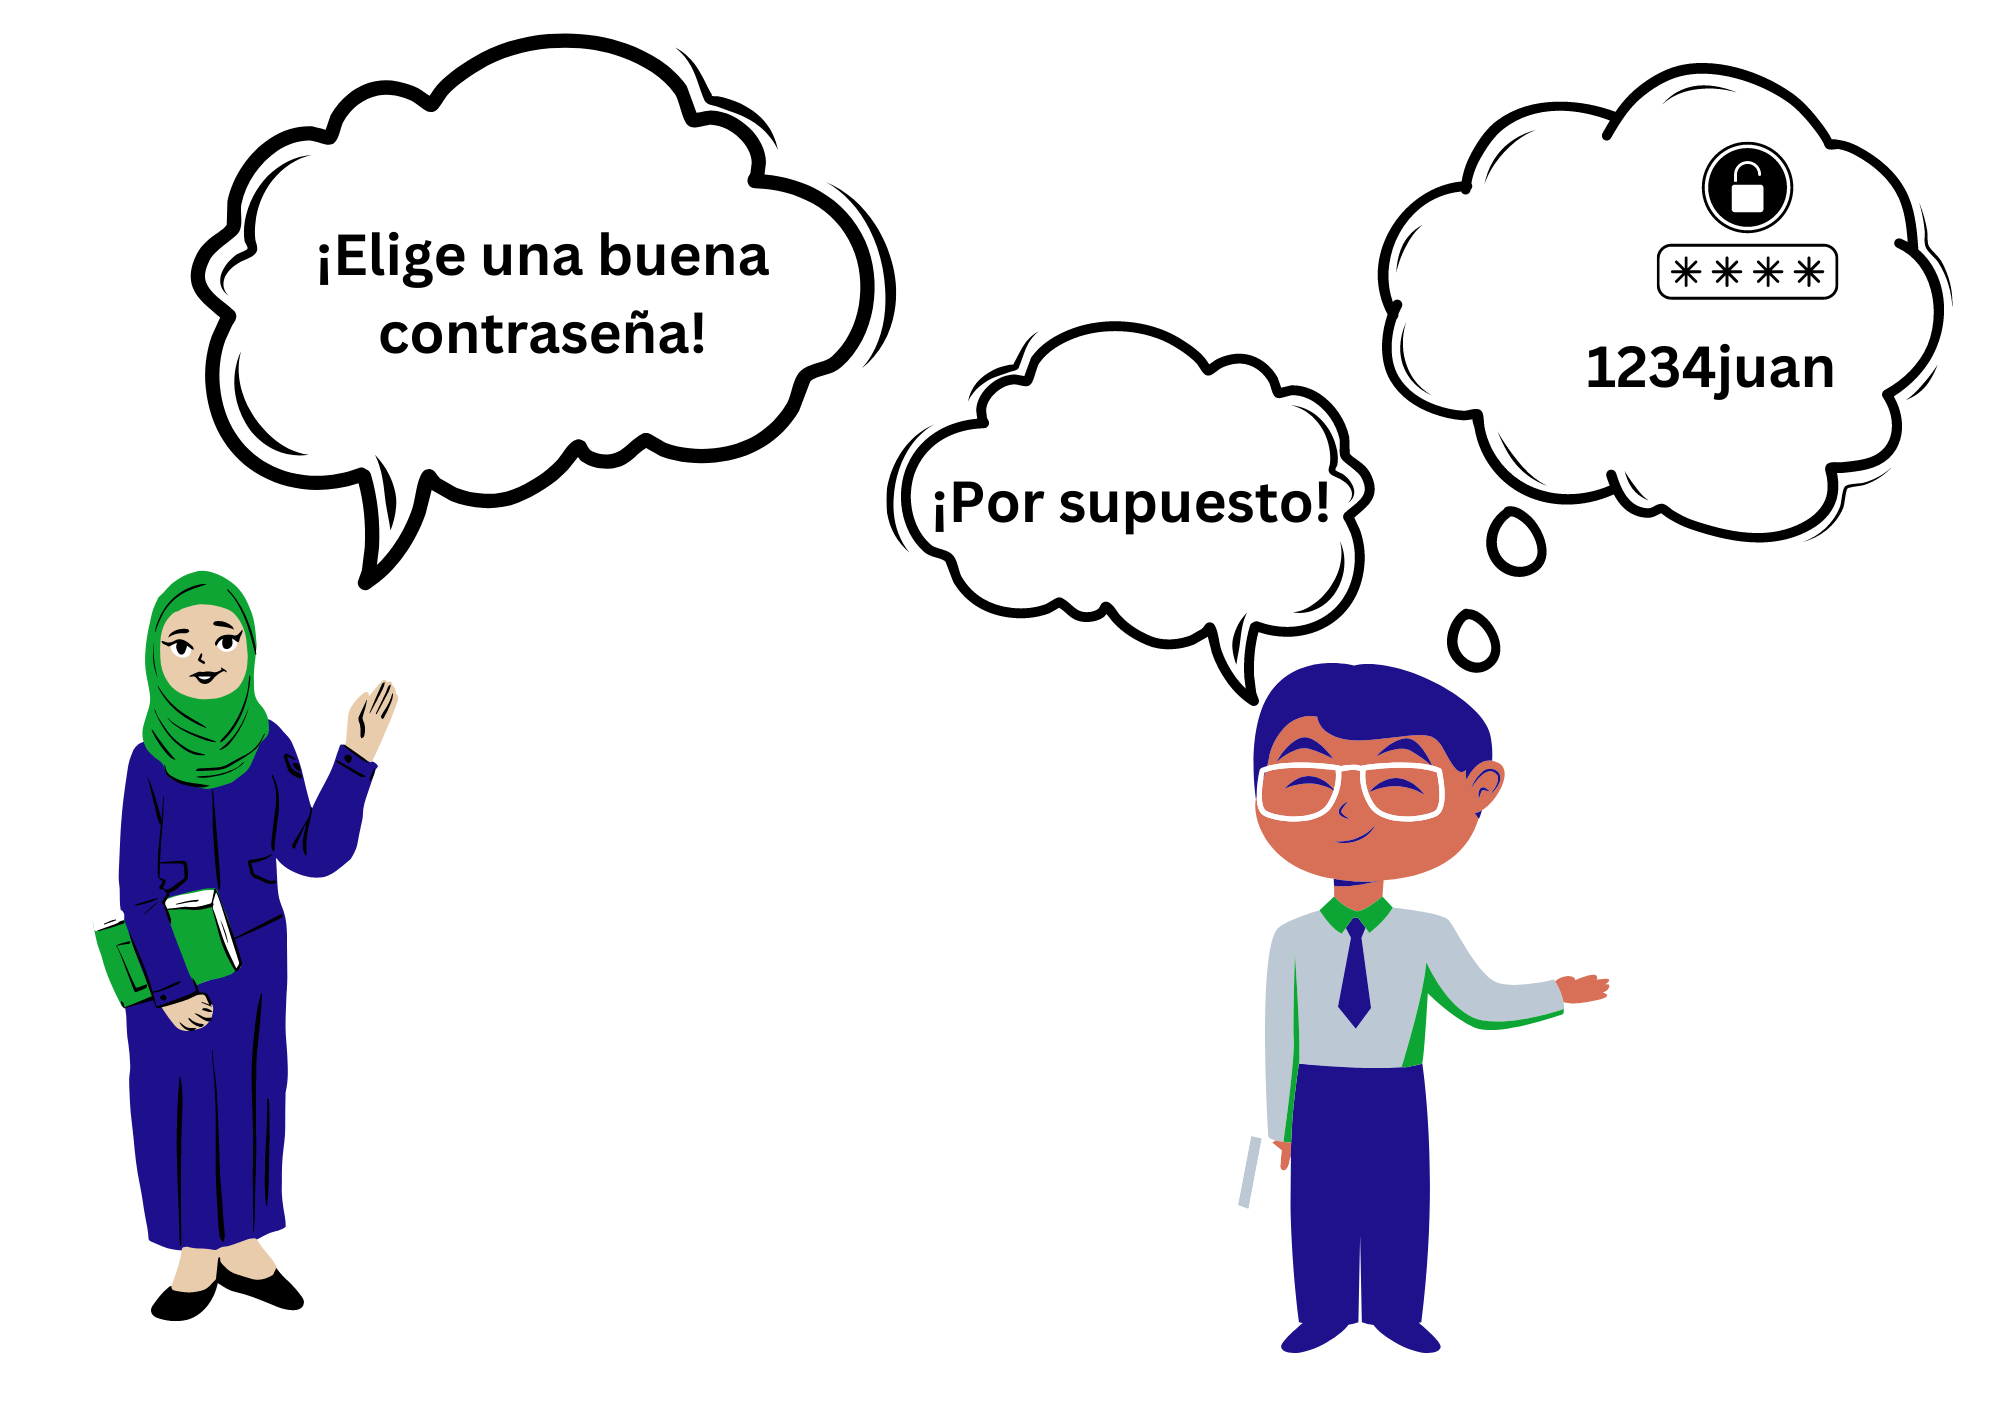 ¡Elige una buena
contraseña!
¡Por supuesto!
✳ ✳ ✳ ✳
1234juan